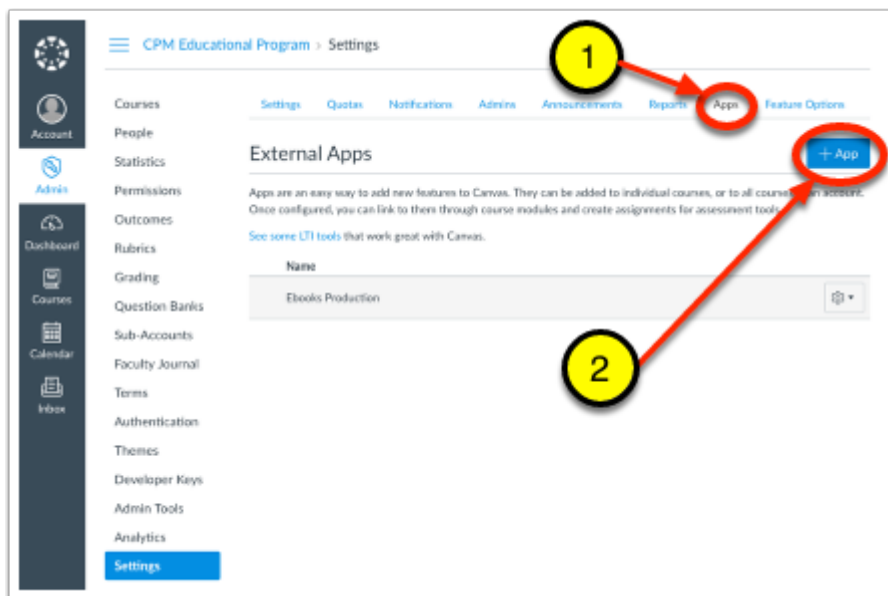 CPM Educational Program > Settings
1
Account
Admin
Dashboard
Courses
Calendar
Inbox
Courses
People
Statistics
Permissions
Outcomes
Rubrics
Grading
Question Banks
Sub-Accounts
Faculty Journal
Terms
Authentication
Themes
Developer Keys
Admin Tools
Analytics
Settings
Settings Quotas Notifications Admins Announcements Reports Apps Feature Options
External Apps
+ App
Apps are an easy way to add new features to Canvas. They can be added to individual courses, or to all courses an account.
Once configured, you can link to them through course modules and create assignments for assessment tools
See some LTI tools that work great with Canvas.
Name
Ebooks Production
2